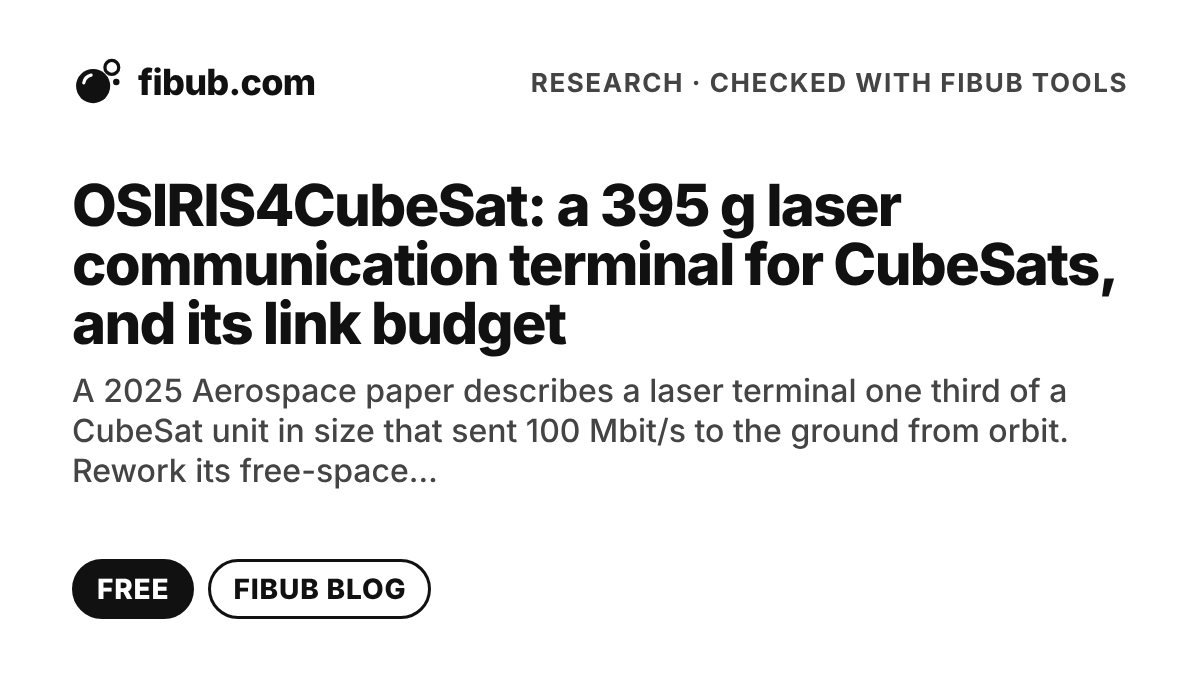 fibub.com
RESEARCH · CHECKED WITH FIBUB TOOLS
OSIRIS4CubeSat: a 395 g laser
communication terminal for CubeSats,
and its link budget
A 2025 Aerospace paper describes a laser terminal one third of a
CubeSat unit in size that sent 100 Mbit/s to the ground from orbit.
Rework its free-space...
FREE
FIBUB BLOG